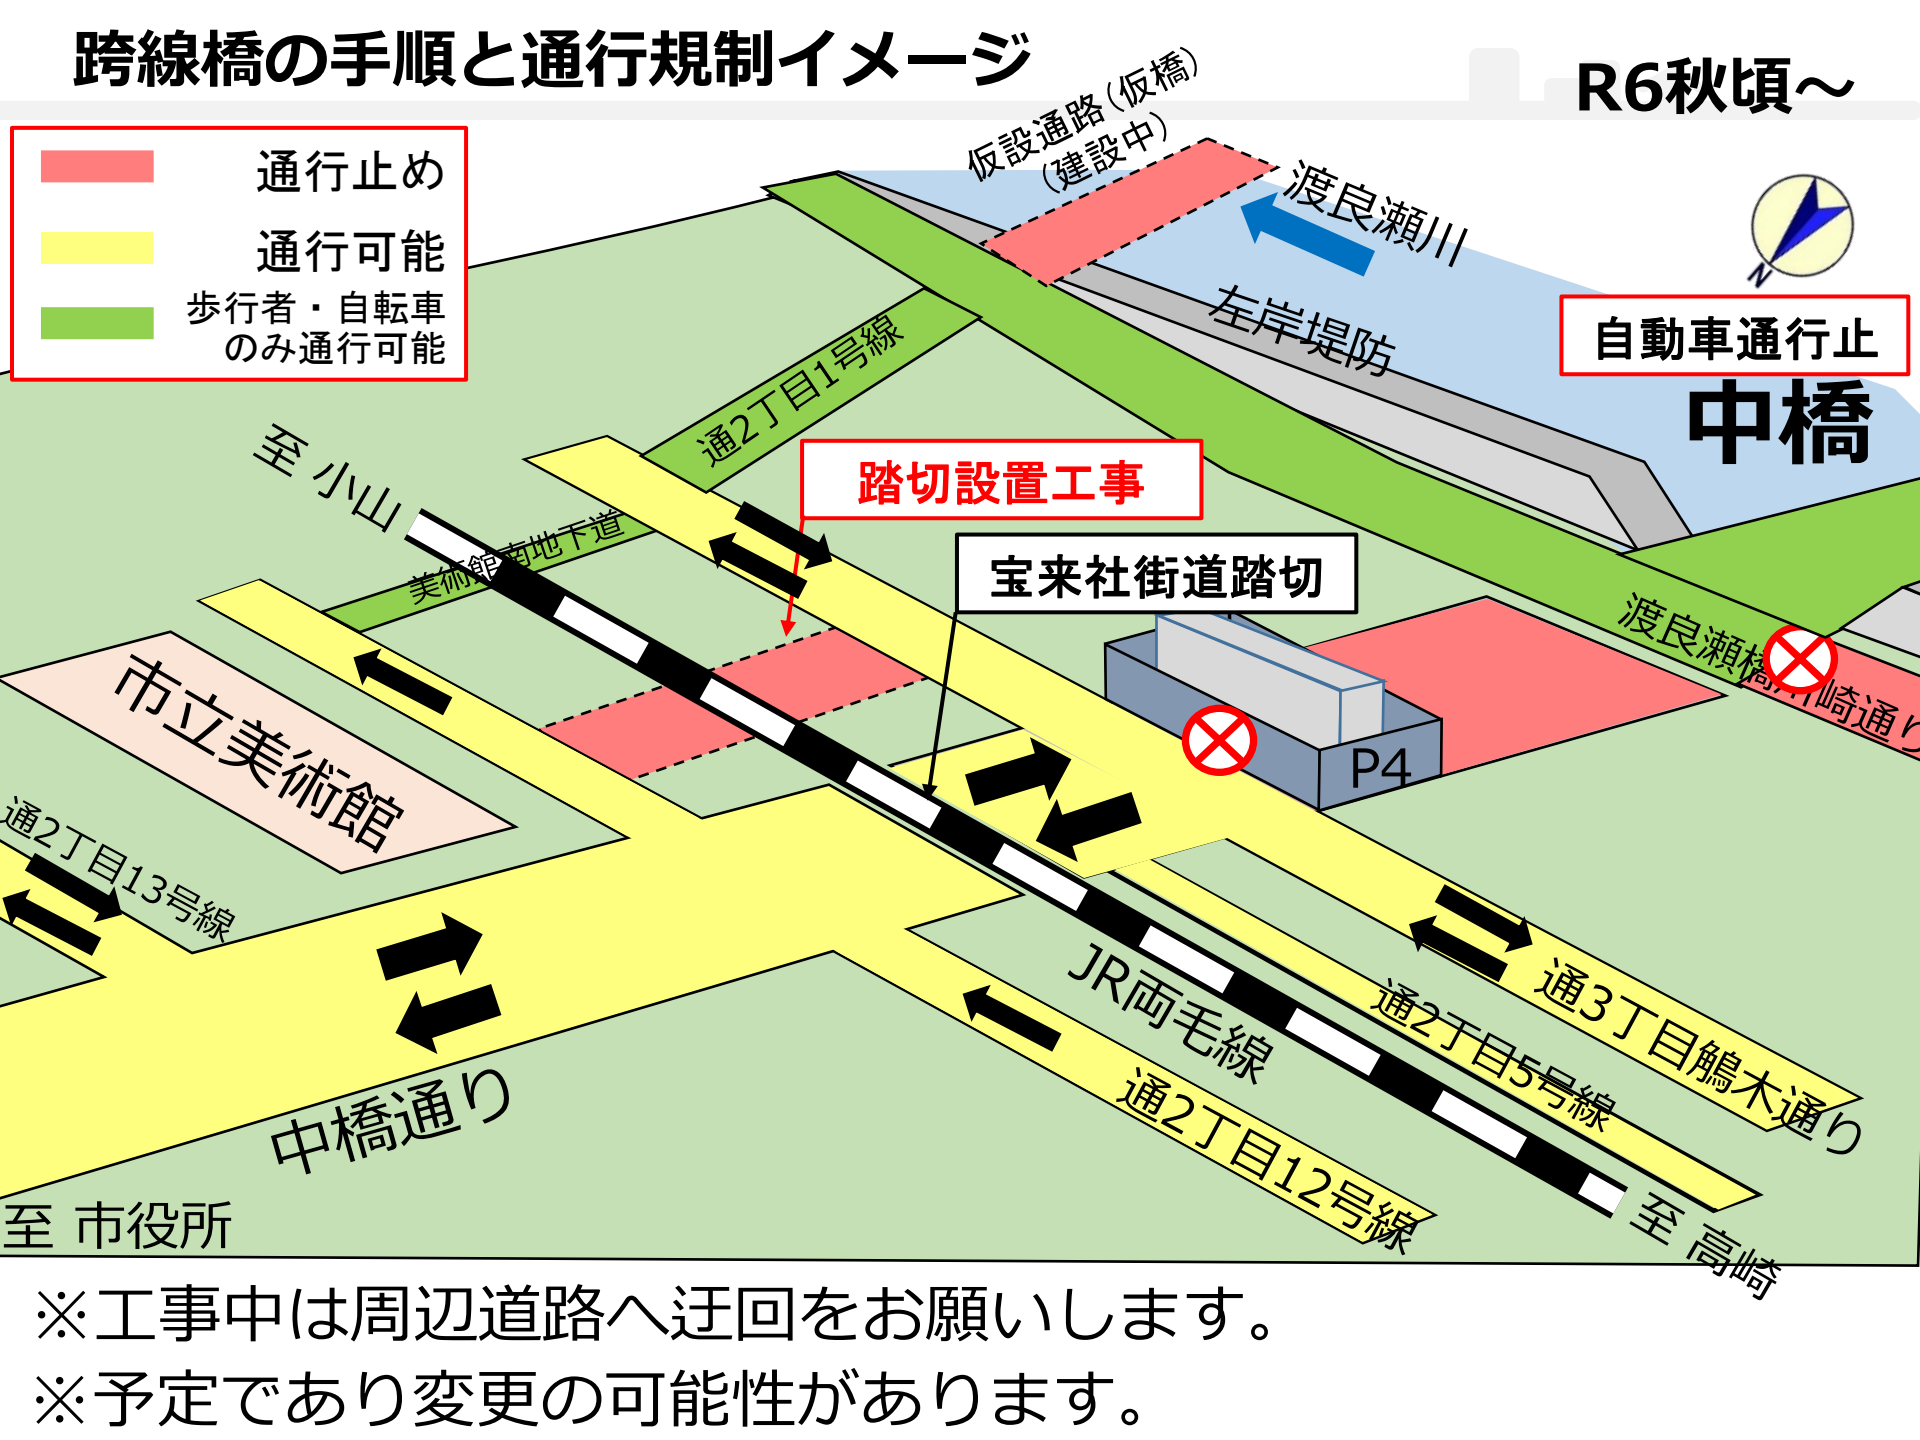 跨線橋の手順と通行規制イメージ
R6秋頃～
通行止め
通行可能
歩行者・自転車
のみ通行可能
仮設通路（仮橋）
（建設中）
渡良瀬川
N
左岸堤防
自動車通行止
中橋
通2丁目1号線
至 小山
踏切設置工事
美術館南地下道
宝来社街道踏切
渡良瀬橋川崎通り
市立美術館
P4
通2丁目13号線
JR両毛線
通2丁目5号線
通3丁目鵤木通り
中橋通り
通2丁目12号線
至 市役所
至 高崎
※工事中は周辺道路へ迂回をお願いします。
※予定であり変更の可能性があります。